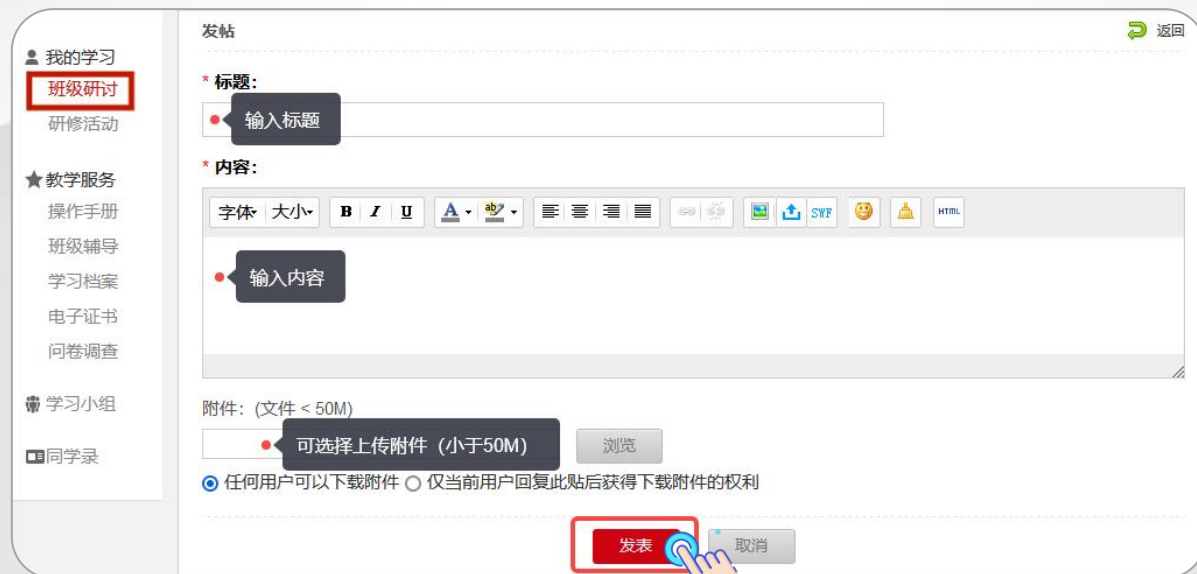 发帖
返回
我的学习
班级研讨
研修活动
教学服务
操作手册
班级辅导
学习档案
电子证书
问卷调查
学习小组
同学录
* 标题：
输入标题
* 内容：
字体 大小 B I U A ab SWF HTML
输入内容
附件：(文件 < 50M)
可选择上传附件（小于50M） 浏览
任何用户可以下载附件 仅当前用户回复此贴后获得下载附件的权利
发表 取消